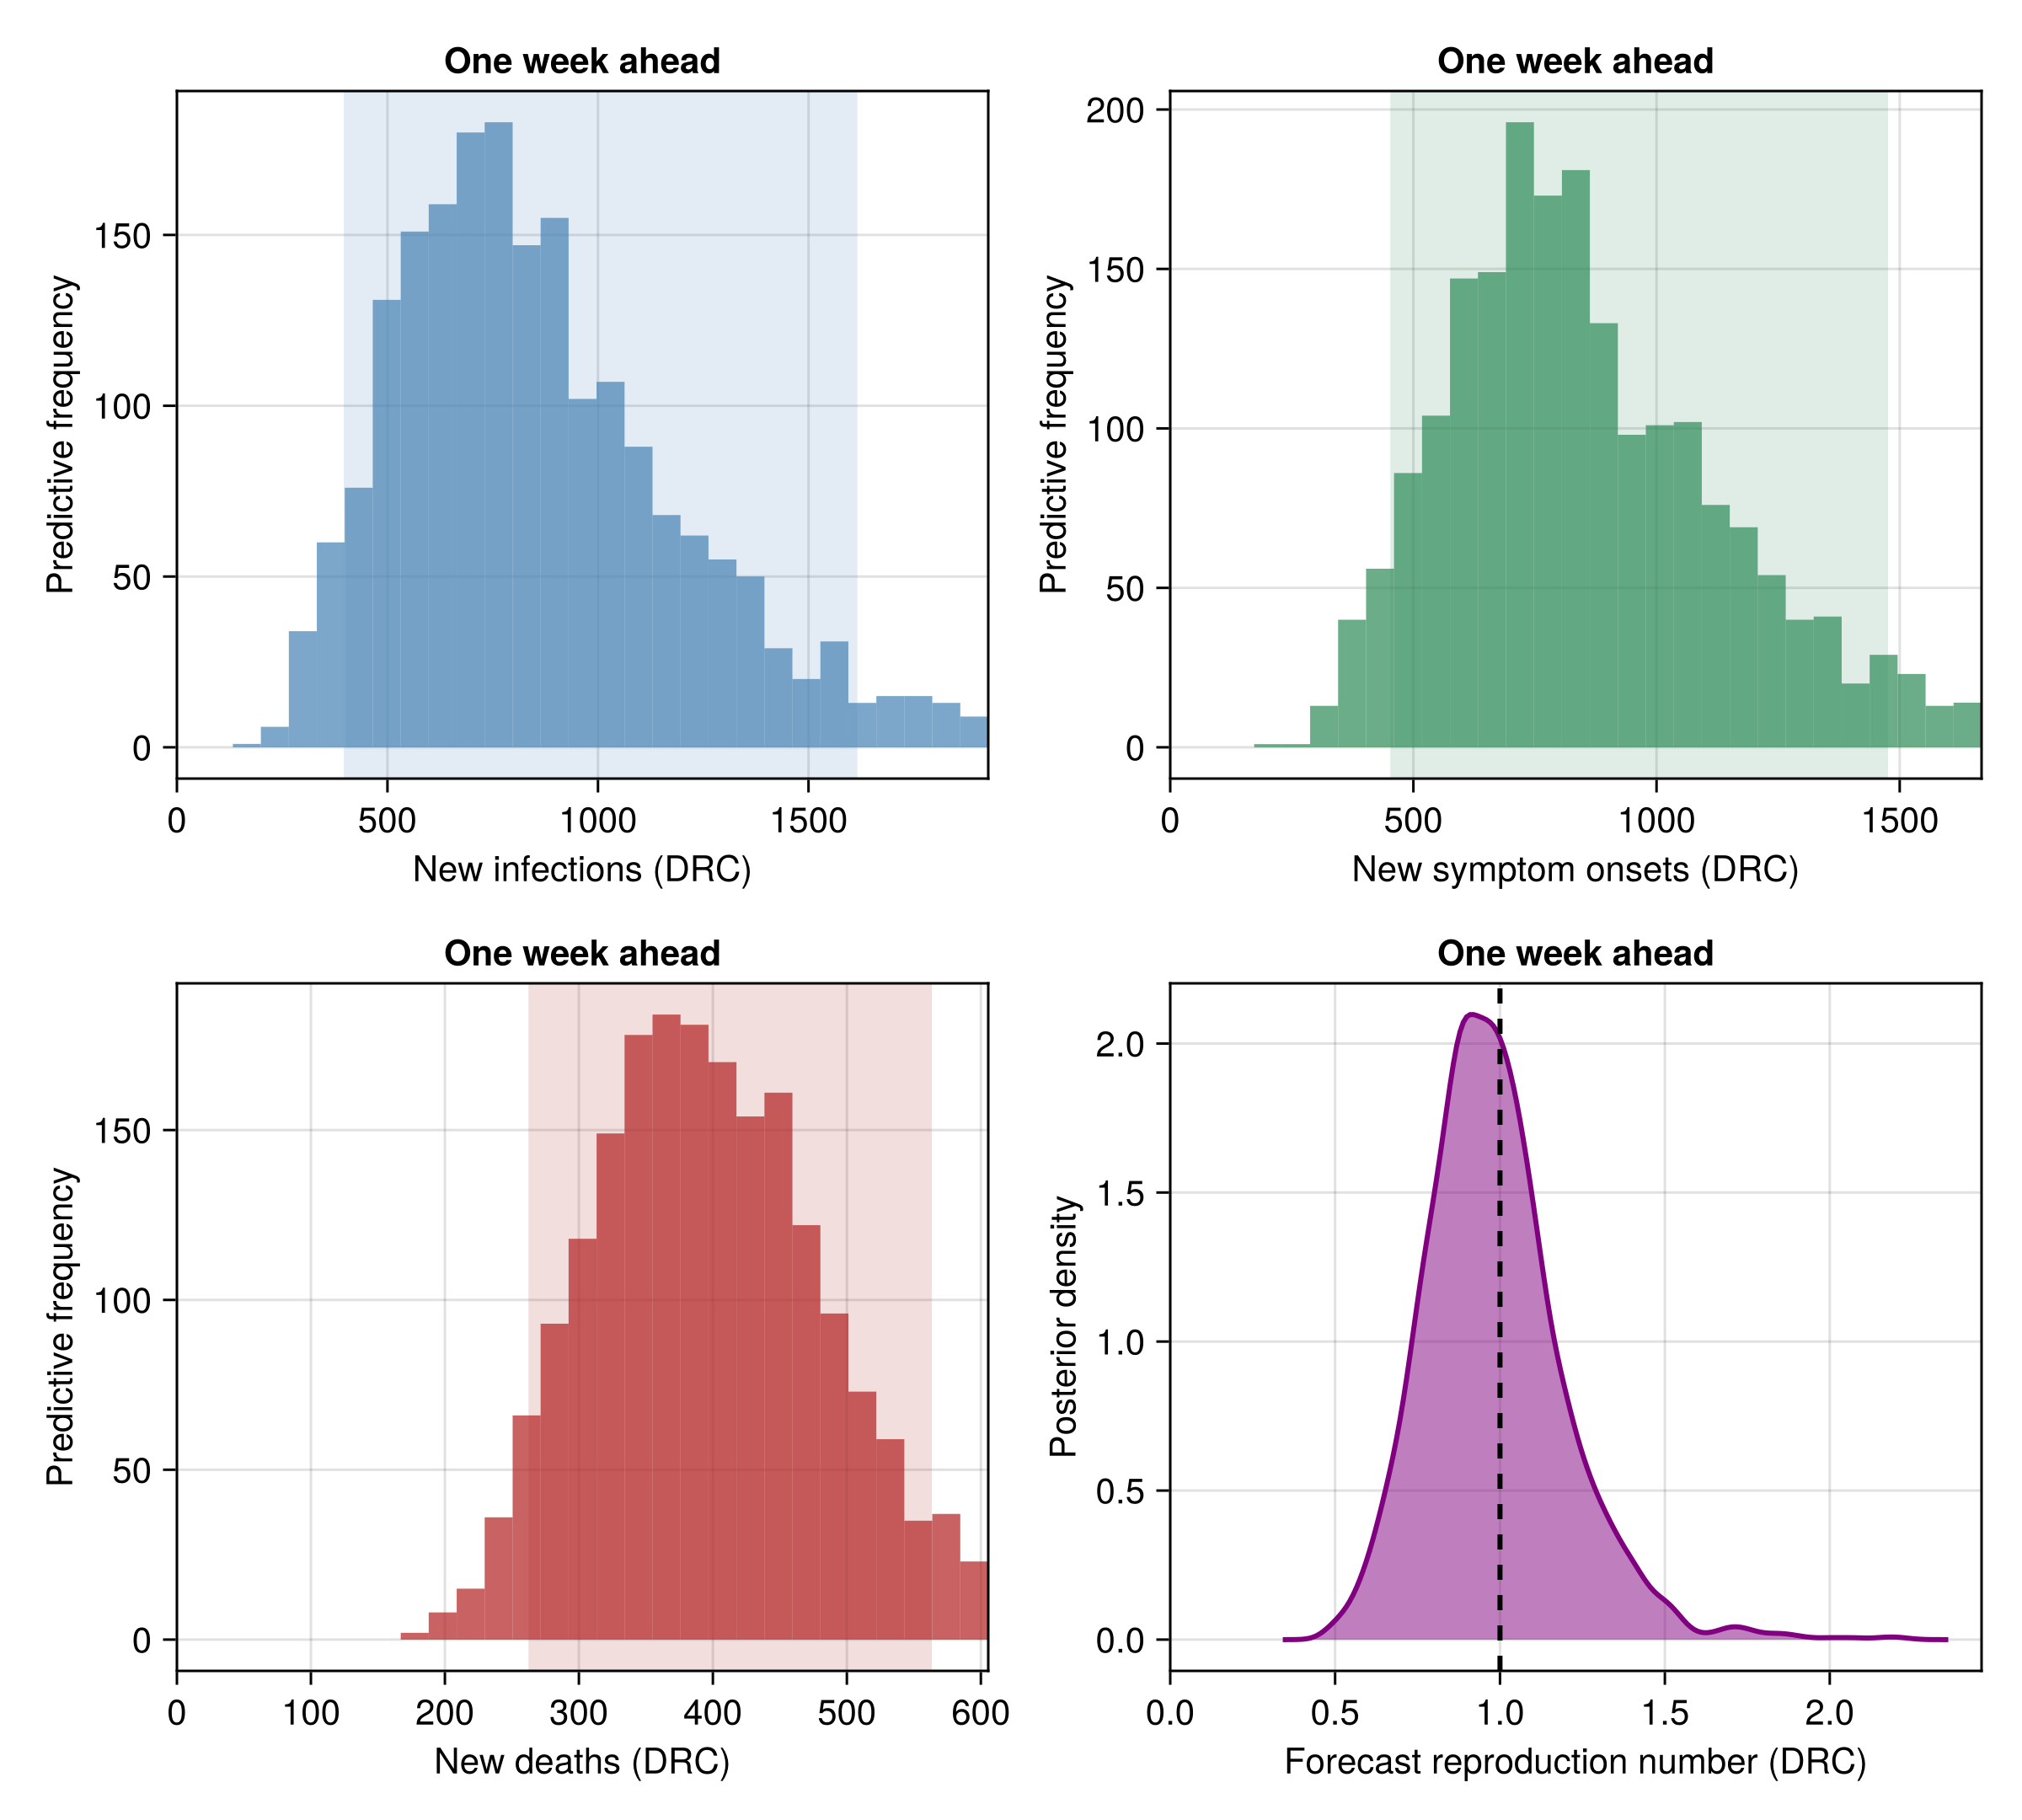 One week ahead
Predictive frequency
150
100
50
0
0 500 1000 1500
New infections (DRC)
One week ahead
Predictive frequency
200
150
100
50
0
0 500 1000 1500
New symptom onsets (DRC)
One week ahead
Predictive frequency
150
100
50
0
0 100 200 300 400 500 600
New deaths (DRC)
One week ahead
Posterior density
2.0
1.5
1.0
0.5
0.0
0.0 0.5 1.0 1.5 2.0
Forecast reproduction number (DRC)